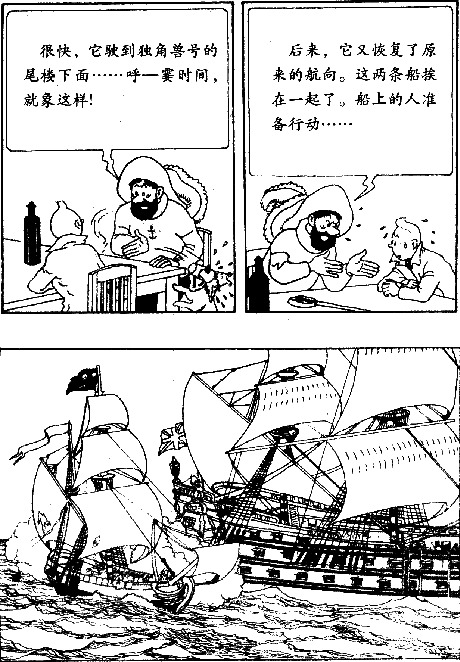 很快，它驶到独角兽号的
尾楼下面……呼一霎时间，
就象这样！
后来，它又恢复了原
来的航向。这两条船挨
在一起了。船上的人准
备行动……